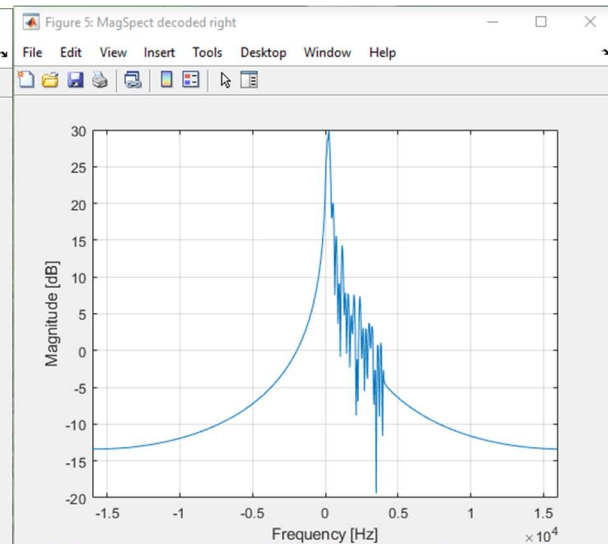 Figure 5: MagSpect decoded right
File Edit View Insert Tools Desktop Window Help
30
25
20
15
10
5
0
-5
-10
-15
-20
Magnitude [dB]
-1.5 -1 -0.5 0 0.5 1 1.5
Frequency [Hz]
×10⁴